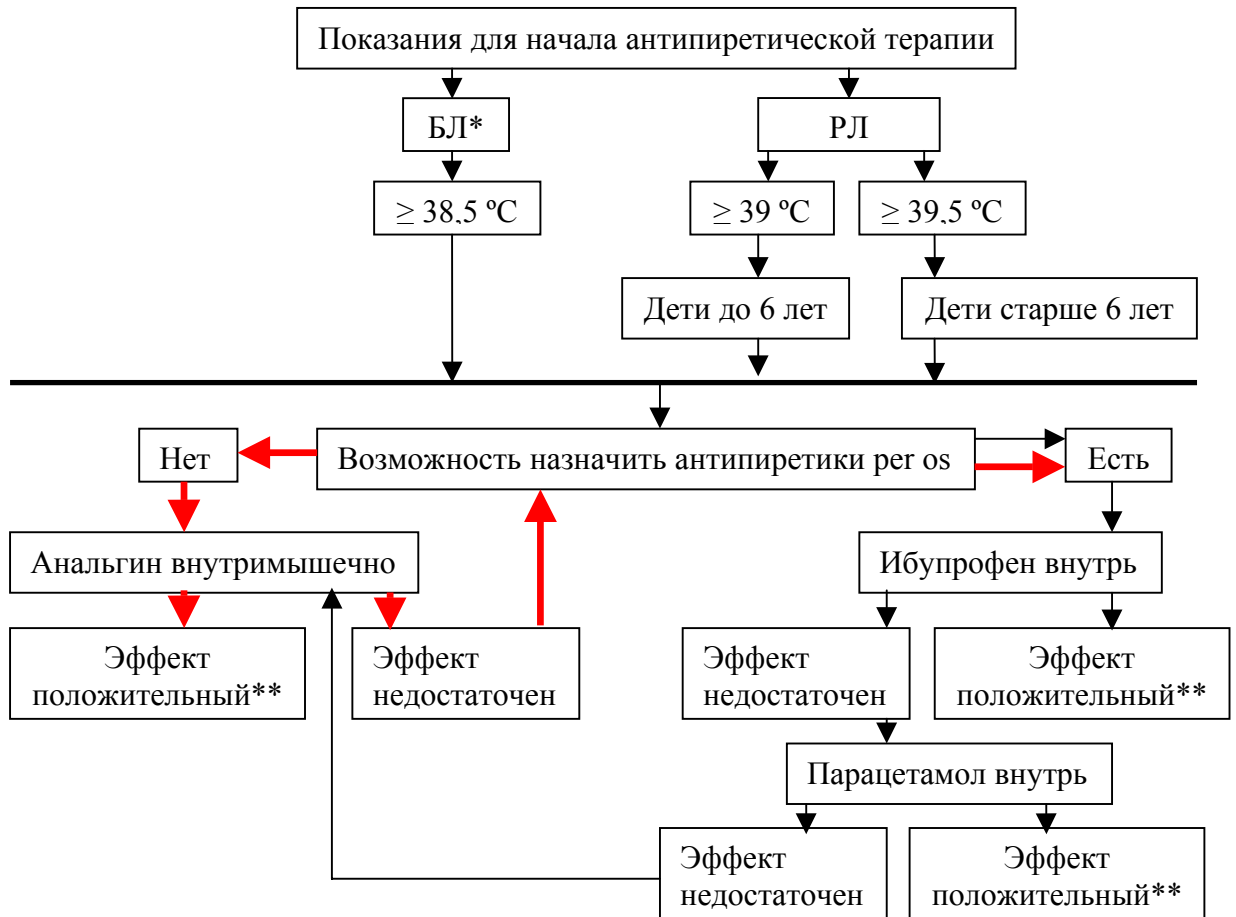 Показания для начала антипиретической терапии
БЛ*
РЛ
≥ 38,5 ºС
≥ 39 ºС
≥ 39,5 ºС
Дети до 6 лет
Дети старше 6 лет
Нет
Возможность назначить антипиретики per os
Есть
Анальгин внутримышечно
Ибупрофен внутрь
Эффект
положительный**
Эффект
недостаточен
Эффект
недостаточен
Эффект
положительный**
Парацетамол внутрь
Эффект
недостаточен
Эффект
положительный**